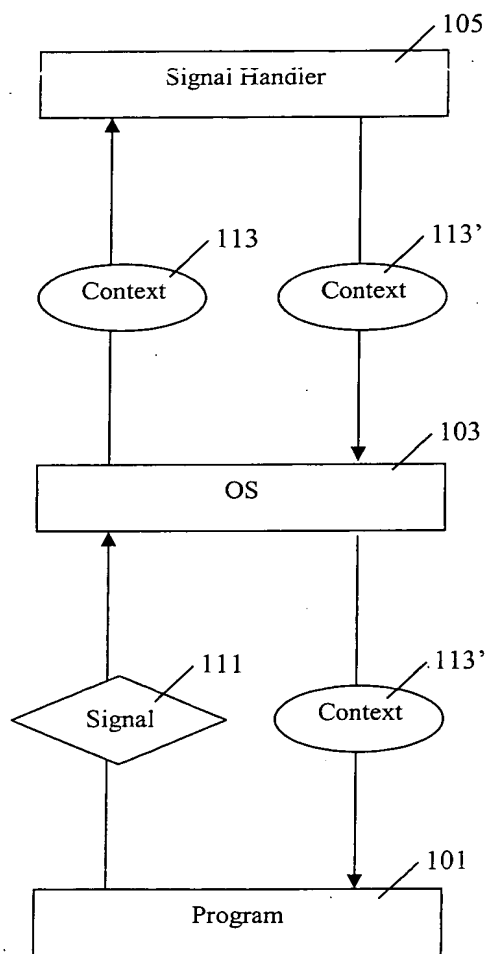 105
Signal Handler
113
113'
Context
Context
103
OS
111
113'
Signal
Context
101
Program